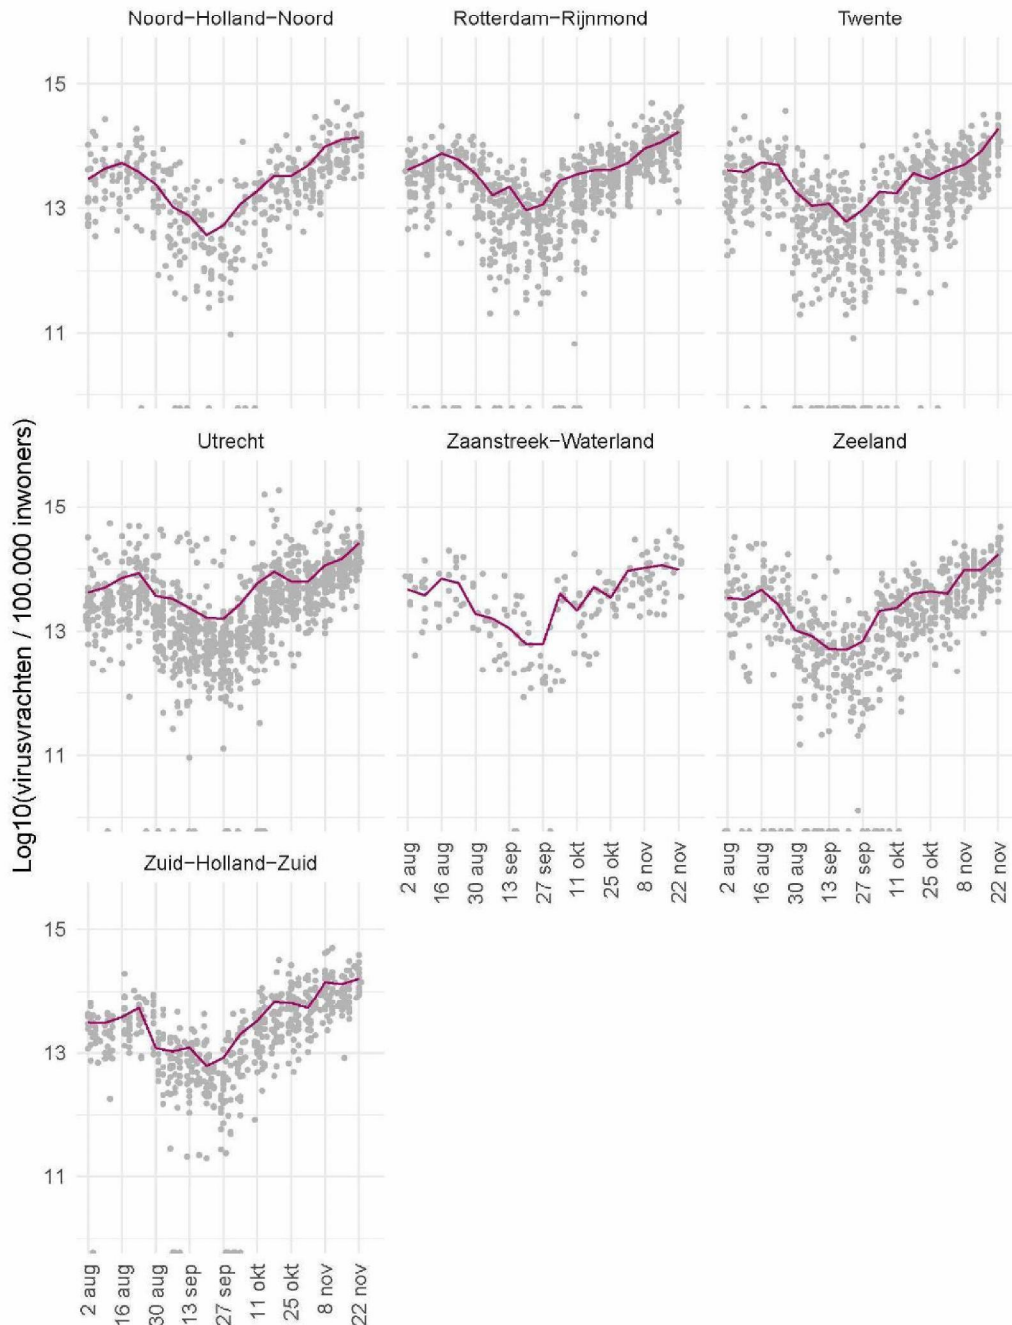 Noord-Holland-Noord
Rotterdam-Rijnmond
Twente
15
13
11
Log10(virusvrachten / 100.000 inwoners)
Utrecht
Zaanstreek-Waterland
Zeeland
15
13
11
2 aug
16 aug
30 aug
13 sep
27 sep
11 okt
25 okt
8 nov
22 nov
2 aug
16 aug
30 aug
13 sep
27 sep
11 okt
25 okt
8 nov
22 nov
Zuid-Holland-Zuid
15
13
11
2 aug
16 aug
30 aug
13 sep
27 sep
11 okt
25 okt
8 nov
22 nov